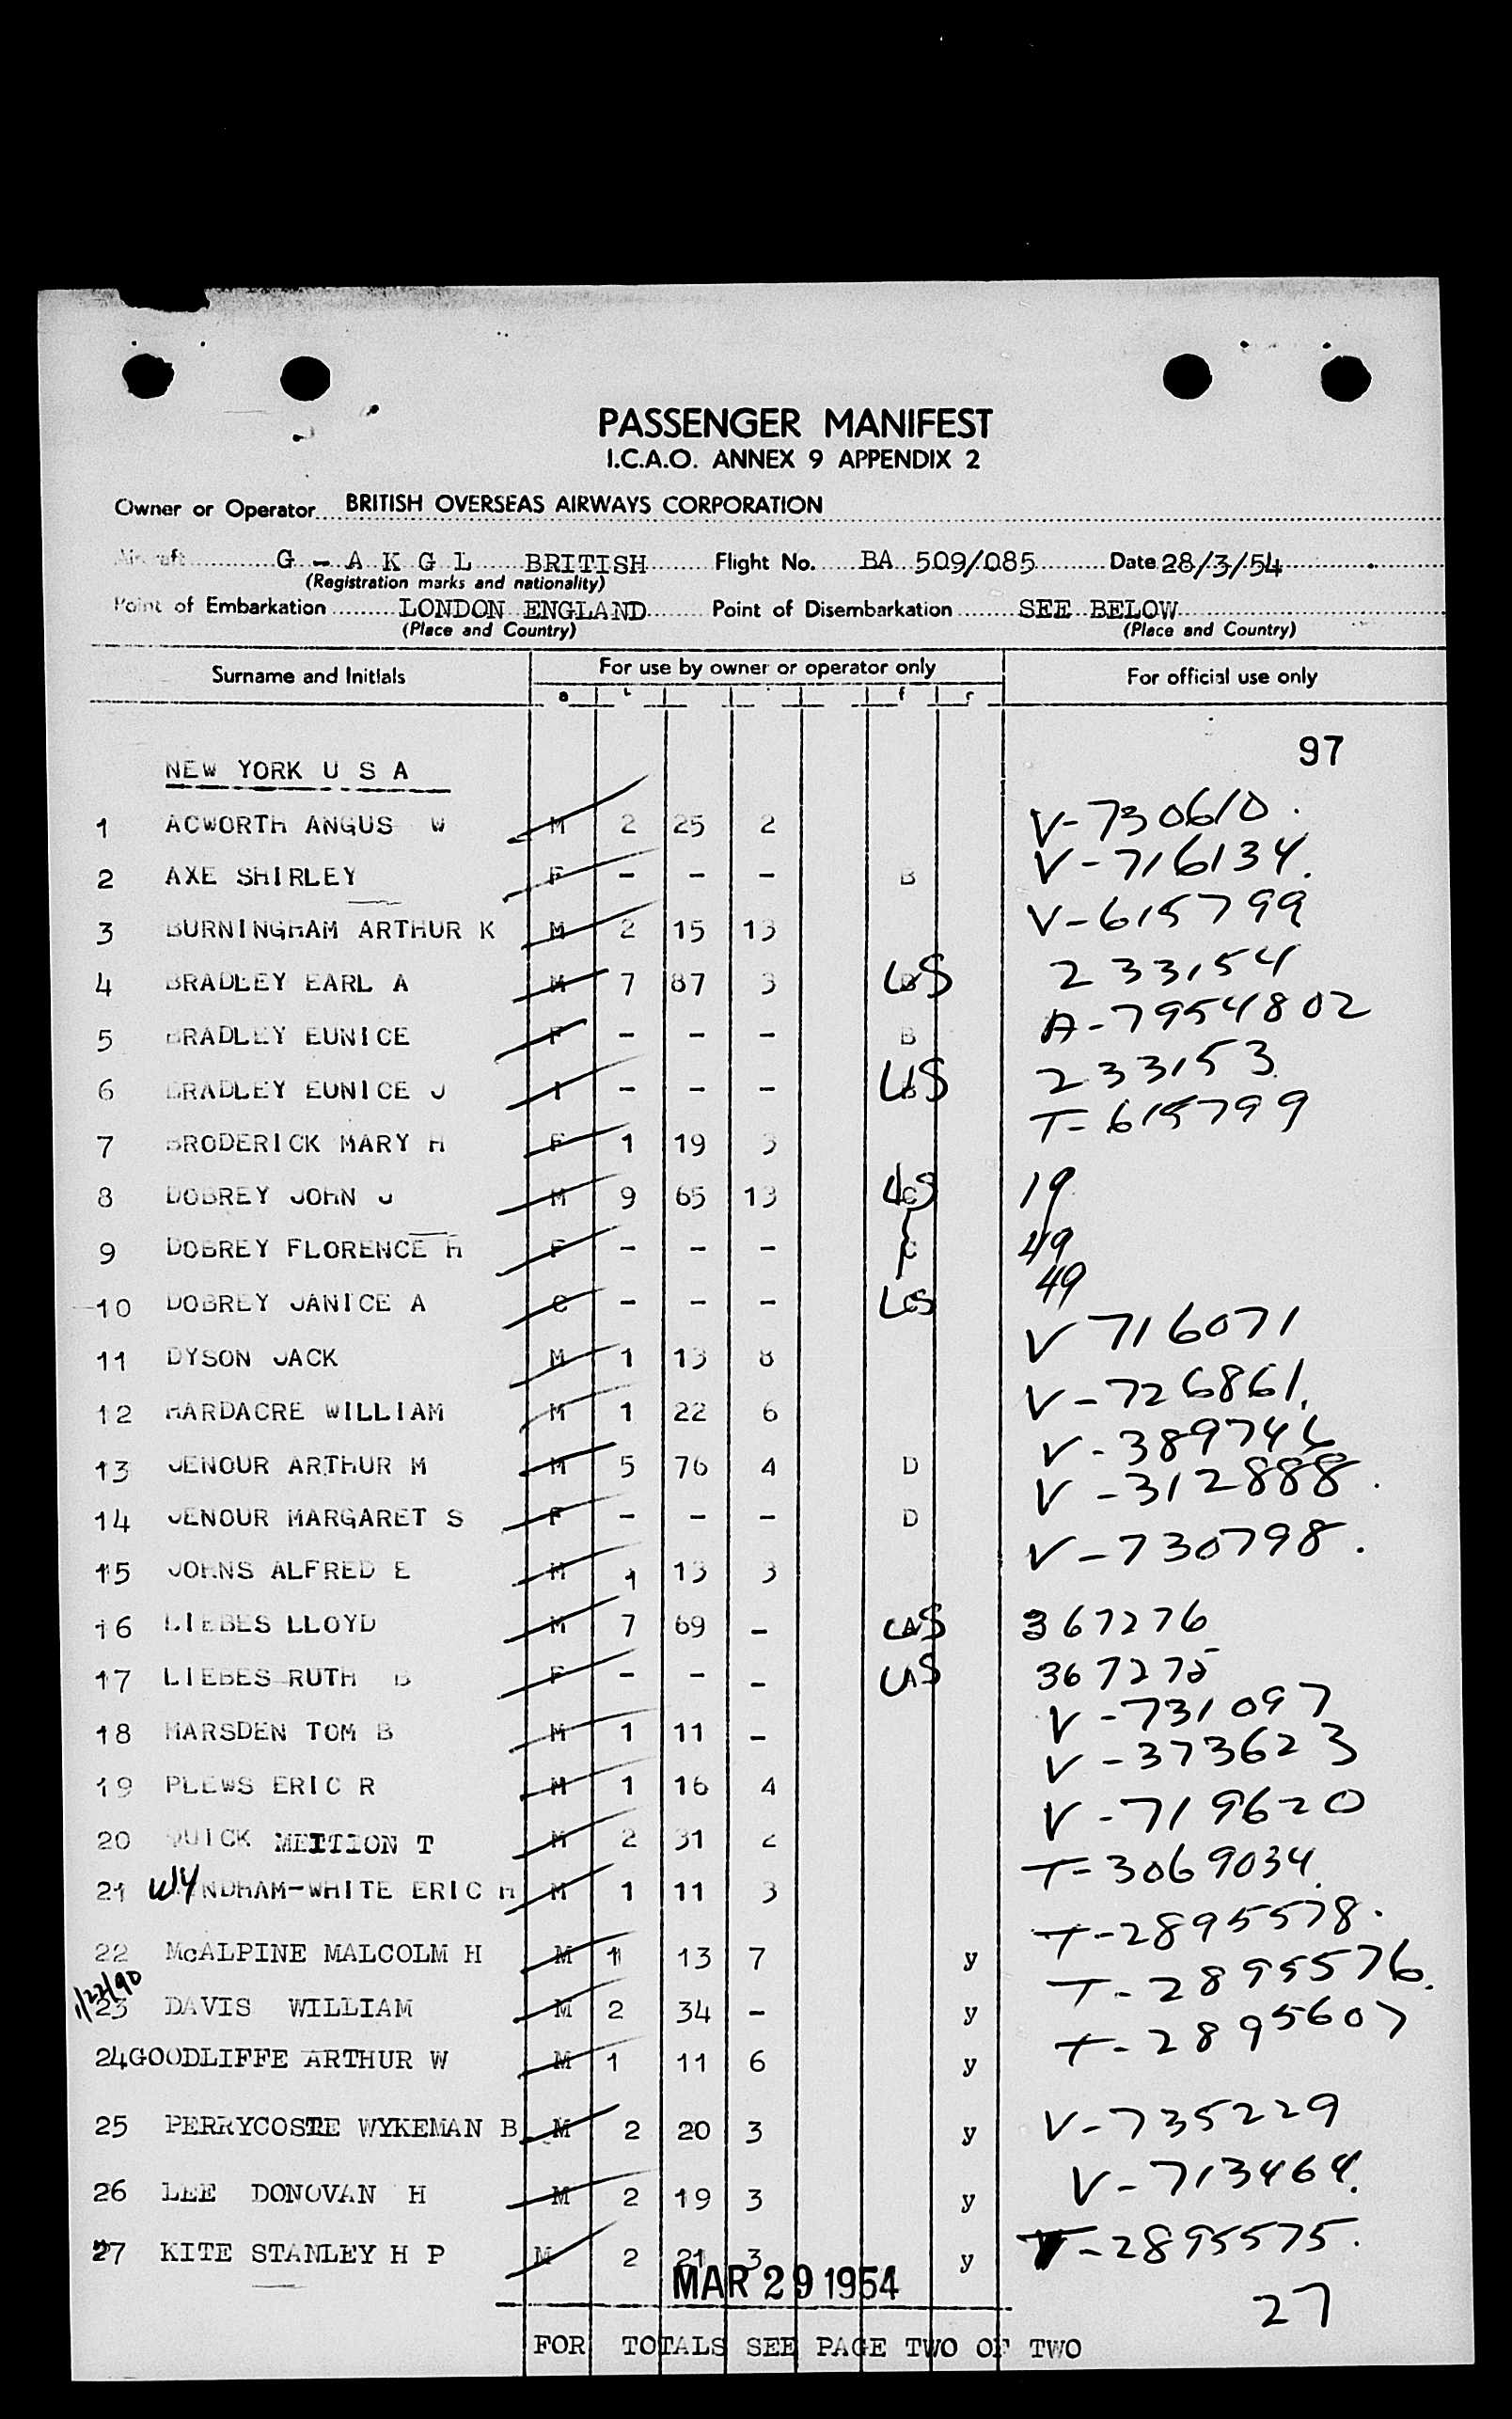 PASSENGER MANIFEST
I.C.A.O. ANNEX 9 APPENDIX 2
Owner or Operator BRITISH OVERSEAS AIRWAYS CORPORATION
Aircraft G - A K G L BRITISH Flight No. BA 509/085 Date 28/3/54
(Registration marks and nationality)
Point of Embarkation LONDON ENGLAND Point of Disembarkation SEE BELOW
(Place and Country) (Place and Country)
Surname and Initials For use by owner or operator only For official use only
a b f
97
NEW YORK U S A
1 ACWORTH ANGUS W M 2 25 2 V-730610.
2 AXE SHIRLEY F - - - B V-716134.
3 BURNINGHAM ARTHUR K M 2 15 13 V-615799
4 BRADLEY EARL A M 7 87 3 B US 233154
5 BRADLEY EUNICE F - - - B A-7954802
6 BRADLEY EUNICE J I - - - B US 233153
7 BRODERICK MARY H F 1 19 3 T-615799
8 DOBREY JOHN J M 9 65 13 C US 19
9 DOBREY FLORENCE H F - - - C 49
10 DOBREY JANICE A C - - - C US 49
11 DYSON JACK M 1 13 8 V 716071
12 HARDACRE WILLIAM M 1 22 6 V-726861.
13 JENOUR ARTHUR M M 5 76 4 D V-389746
14 JENOUR MARGARET S F - - - D V-312888.
15 JOHNS ALFRED E M 1 13 3 V-730798.
16 LIEBES LLOYD M 7 69 - A US 367276
17 LIEBES RUTH B F - - - A US 367275
18 MARSDEN TOM B M 1 11 - V-731097
19 PLEWS ERIC R M 1 16 4 V-373623
20 QUICK MEITION T M 2 31 2 V-719620
21 WYNDHAM-WHITE ERIC H M 1 11 3 T-3069034.
22 McALPINE MALCOLM H M 1 13 7 y T-2895578.
1/22/90
23 DAVIS WILLIAM M 2 34 - y T-2895576.
24 GOODLIFFE ARTHUR W M 1 11 6 y T-2895607
25 PERRYCOSTE WYKEMAN B M 2 20 3 y V-735229
26 LEE DONOVAN H M 2 19 3 y V-713464.
27 KITE STANLEY H P M 2 21 3 y T-2895575.
MAR 29 1954
27
FOR TOTALS SEE PAGE TWO OF TWO